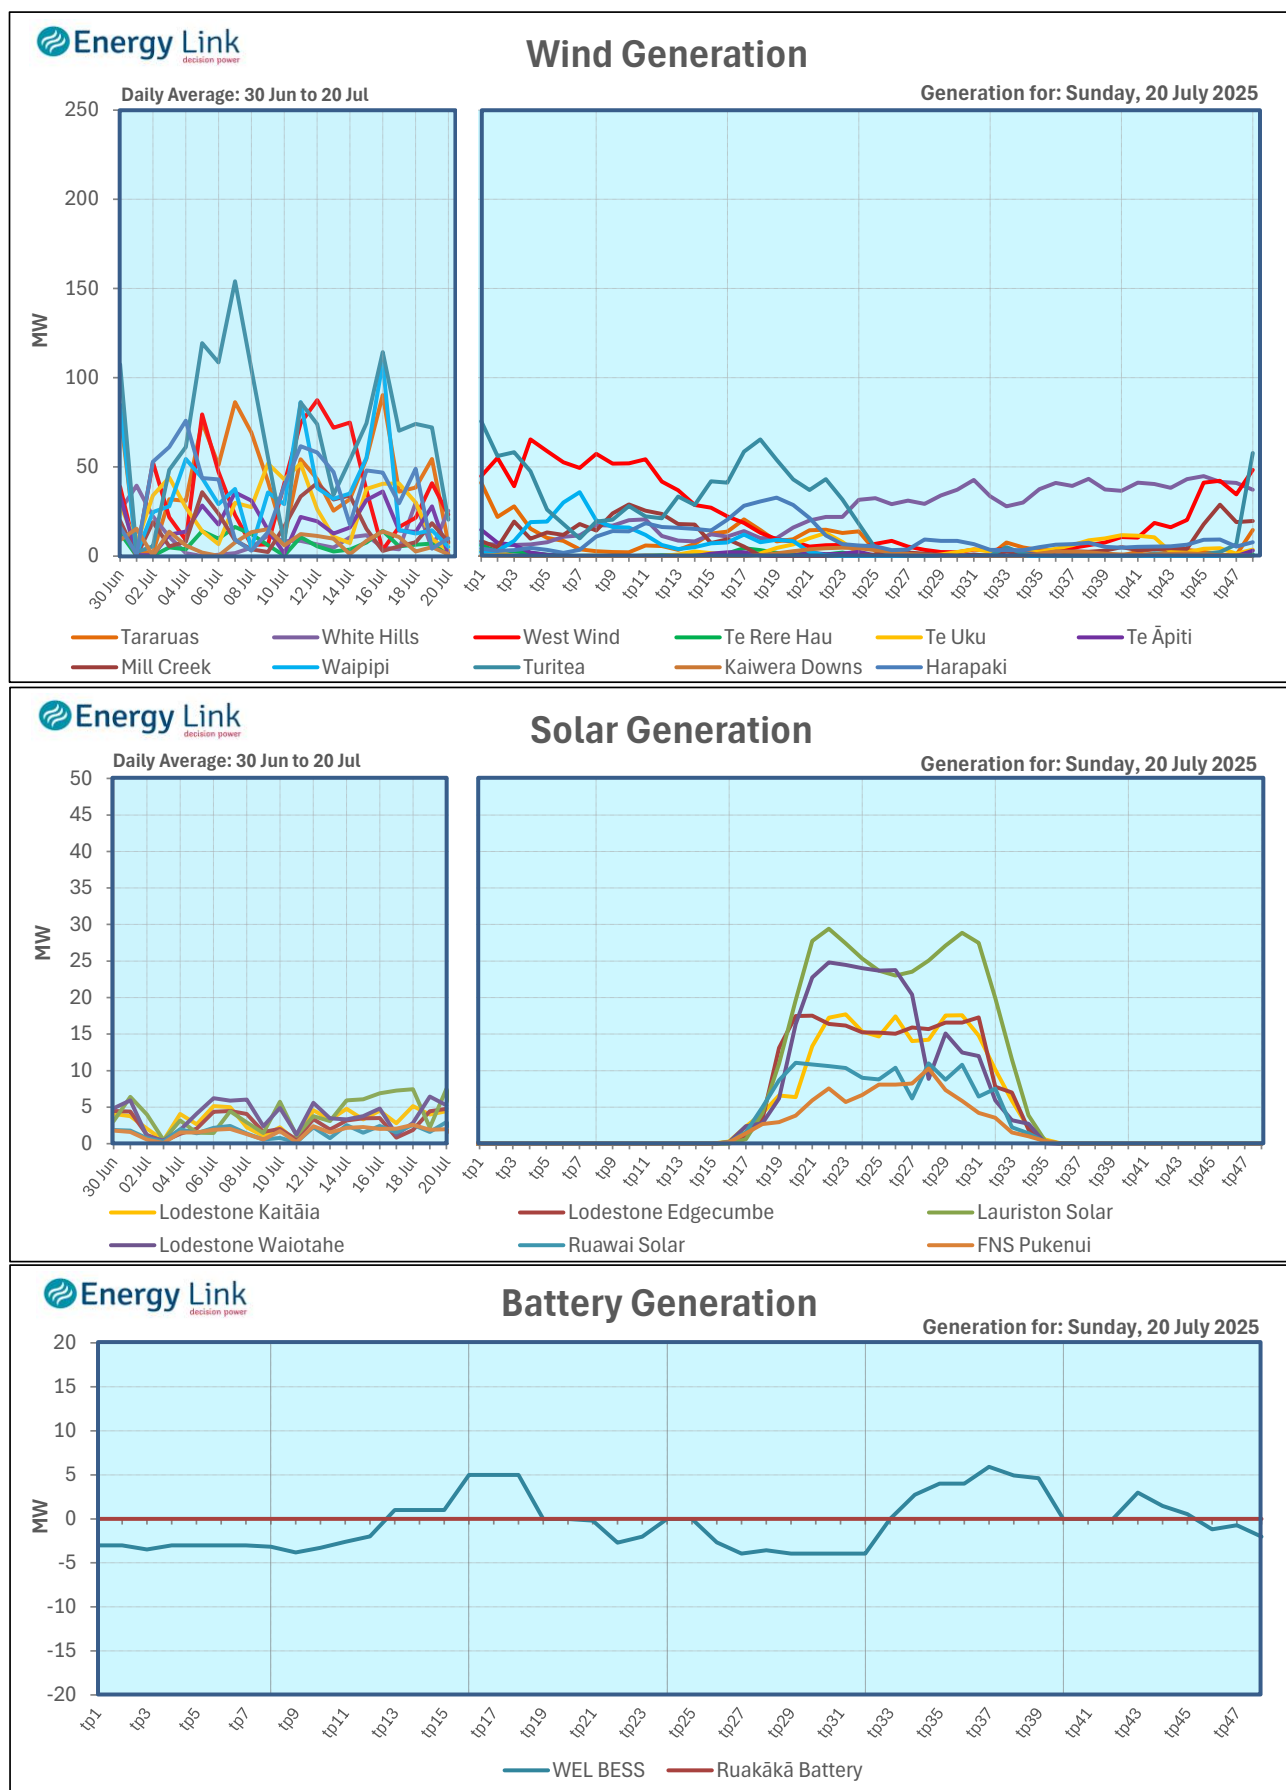 Energy Link
decision power
Wind Generation
Daily Average: 30 Jun to 20 Jul
Generation for: Sunday, 20 July 2025
MW
250
200
150
100
50
0
30 Jun 02 Jul 04 Jul 06 Jul 08 Jul 10 Jul 12 Jul 14 Jul 16 Jul 18 Jul 20 Jul
tp1 tp3 tp5 tp7 tp9 tp11 tp13 tp15 tp17 tp19 tp21 tp23 tp25 tp27 tp29 tp31 tp33 tp35 tp37 tp39 tp41 tp43 tp45 tp47
Tararuas White Hills West Wind Te Rere Hau Te Uku Te Āpiti
Mill Creek Waipipi Turitea Kaiwera Downs Harapaki
Energy Link
decision power
Solar Generation
Daily Average: 30 Jun to 20 Jul
Generation for: Sunday, 20 July 2025
MW
50
45
40
35
30
25
20
15
10
5
0
30 Jun 02 Jul 04 Jul 06 Jul 08 Jul 10 Jul 12 Jul 14 Jul 16 Jul 18 Jul 20 Jul
tp1 tp3 tp5 tp7 tp9 tp11 tp13 tp15 tp17 tp19 tp21 tp23 tp25 tp27 tp29 tp31 tp33 tp35 tp37 tp39 tp41 tp43 tp45 tp47
Lodestone Kaitāia Lodestone Edgecumbe Lauriston Solar
Lodestone Waiotahe Ruawai Solar FNS Pukenui
Energy Link
decision power
Battery Generation
Generation for: Sunday, 20 July 2025
MW
20
15
10
5
0
-5
-10
-15
-20
tp1 tp3 tp5 tp7 tp9 tp11 tp13 tp15 tp17 tp19 tp21 tp23 tp25 tp27 tp29 tp31 tp33 tp35 tp37 tp39 tp41 tp43 tp45 tp47
WEL BESS Ruakākā Battery